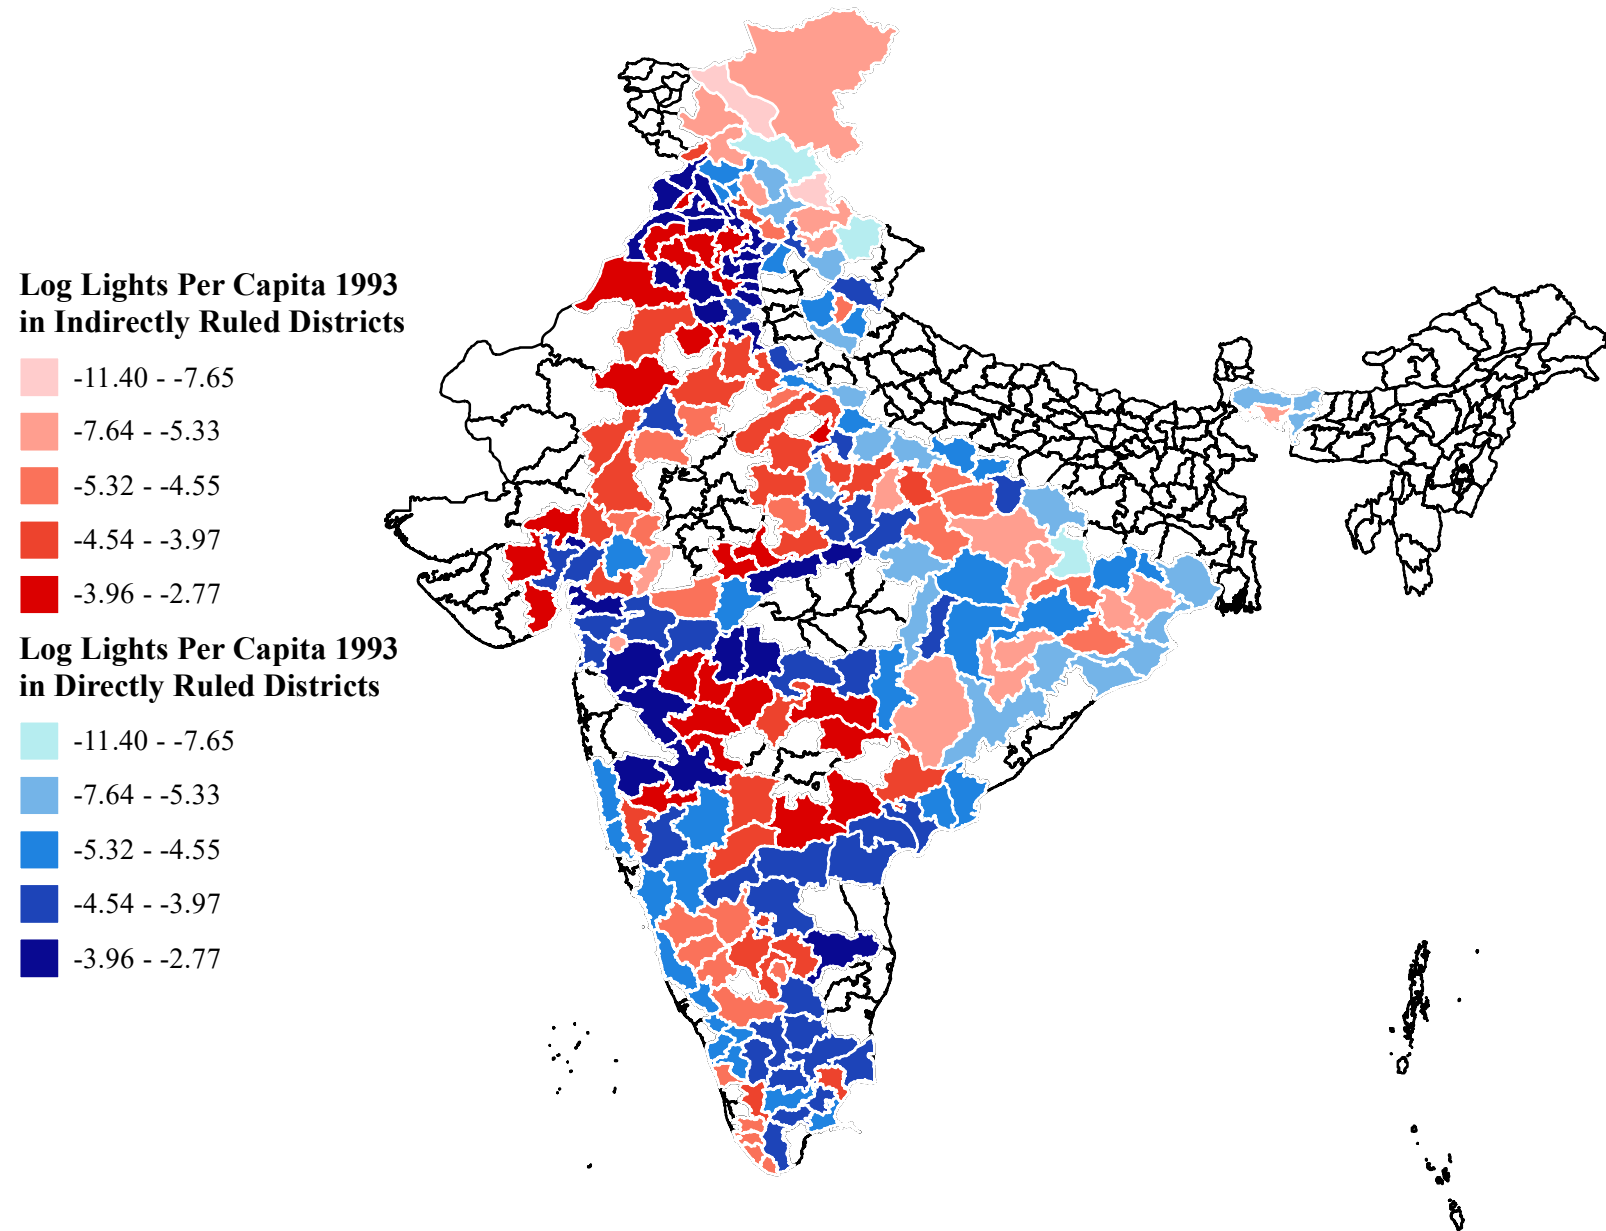 Log Lights Per Capita 1993
in Indirectly Ruled Districts
-11.40 - -7.65
-7.64 - -5.33
-5.32 - -4.55
-4.54 - -3.97
-3.96 - -2.77
Log Lights Per Capita 1993
in Directly Ruled Districts
-11.40 - -7.65
-7.64 - -5.33
-5.32 - -4.55
-4.54 - -3.97
-3.96 - -2.77